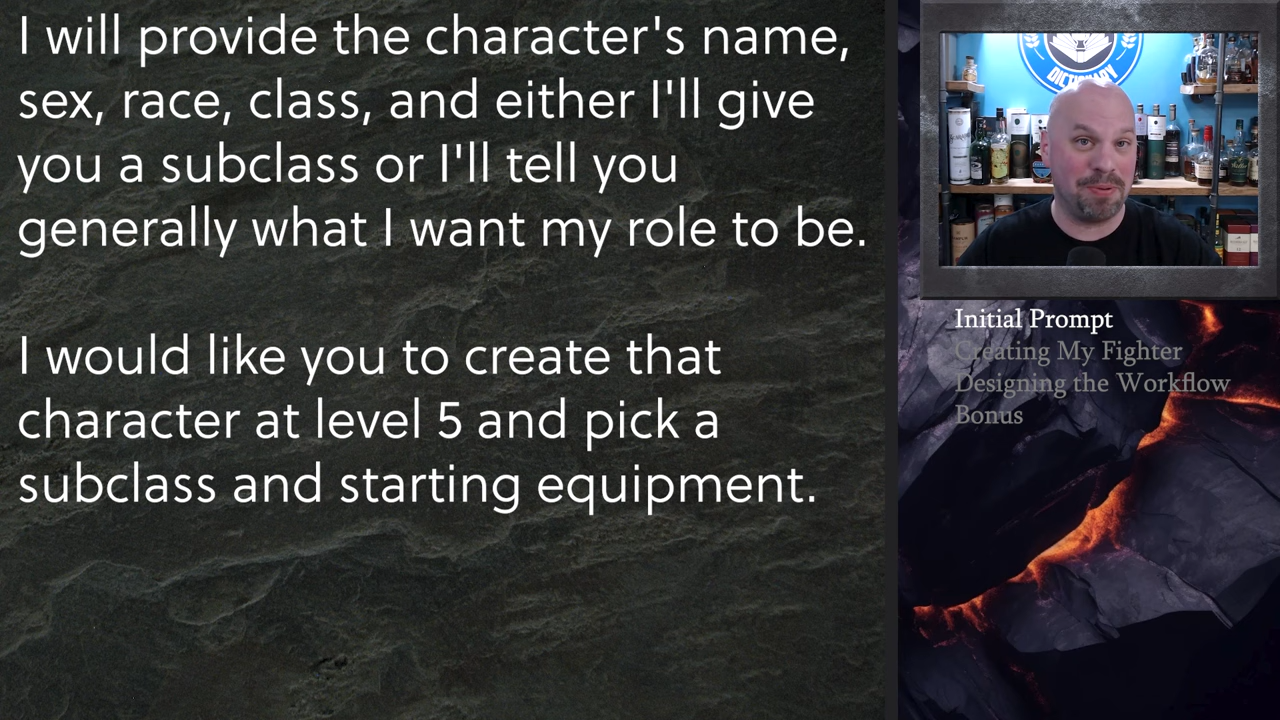 I will provide the character's name,
sex, race, class, and either I'll give
you a subclass or I'll tell you
generally what I want my role to be.
I would like you to create that
character at level 5 and pick a
subclass and starting equipment.
DICTIONARY
Initial Prompt
Creating My Fighter
Designing the Workflow
Bonus